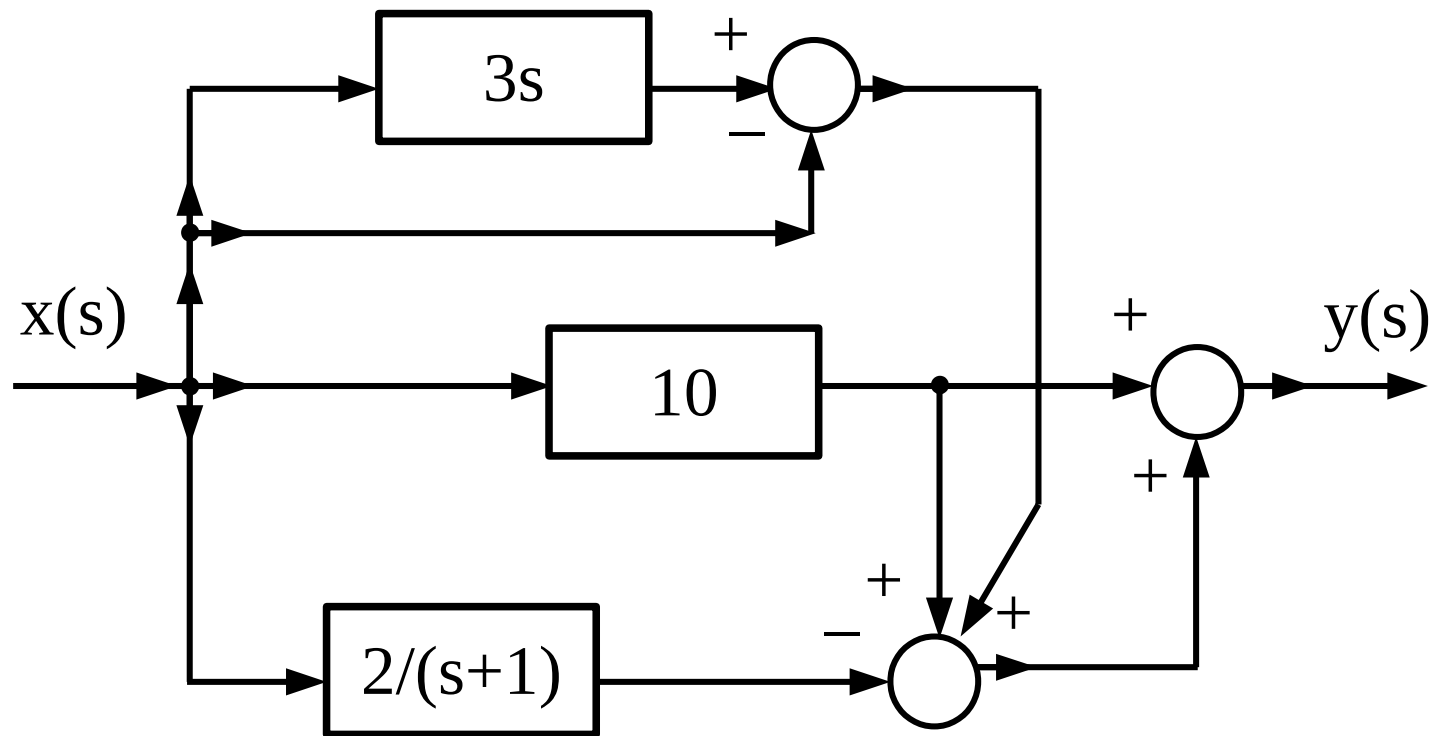 +
3s
−
x(s)
+
y(s)
10
+
+
+
−
2/(s+1)